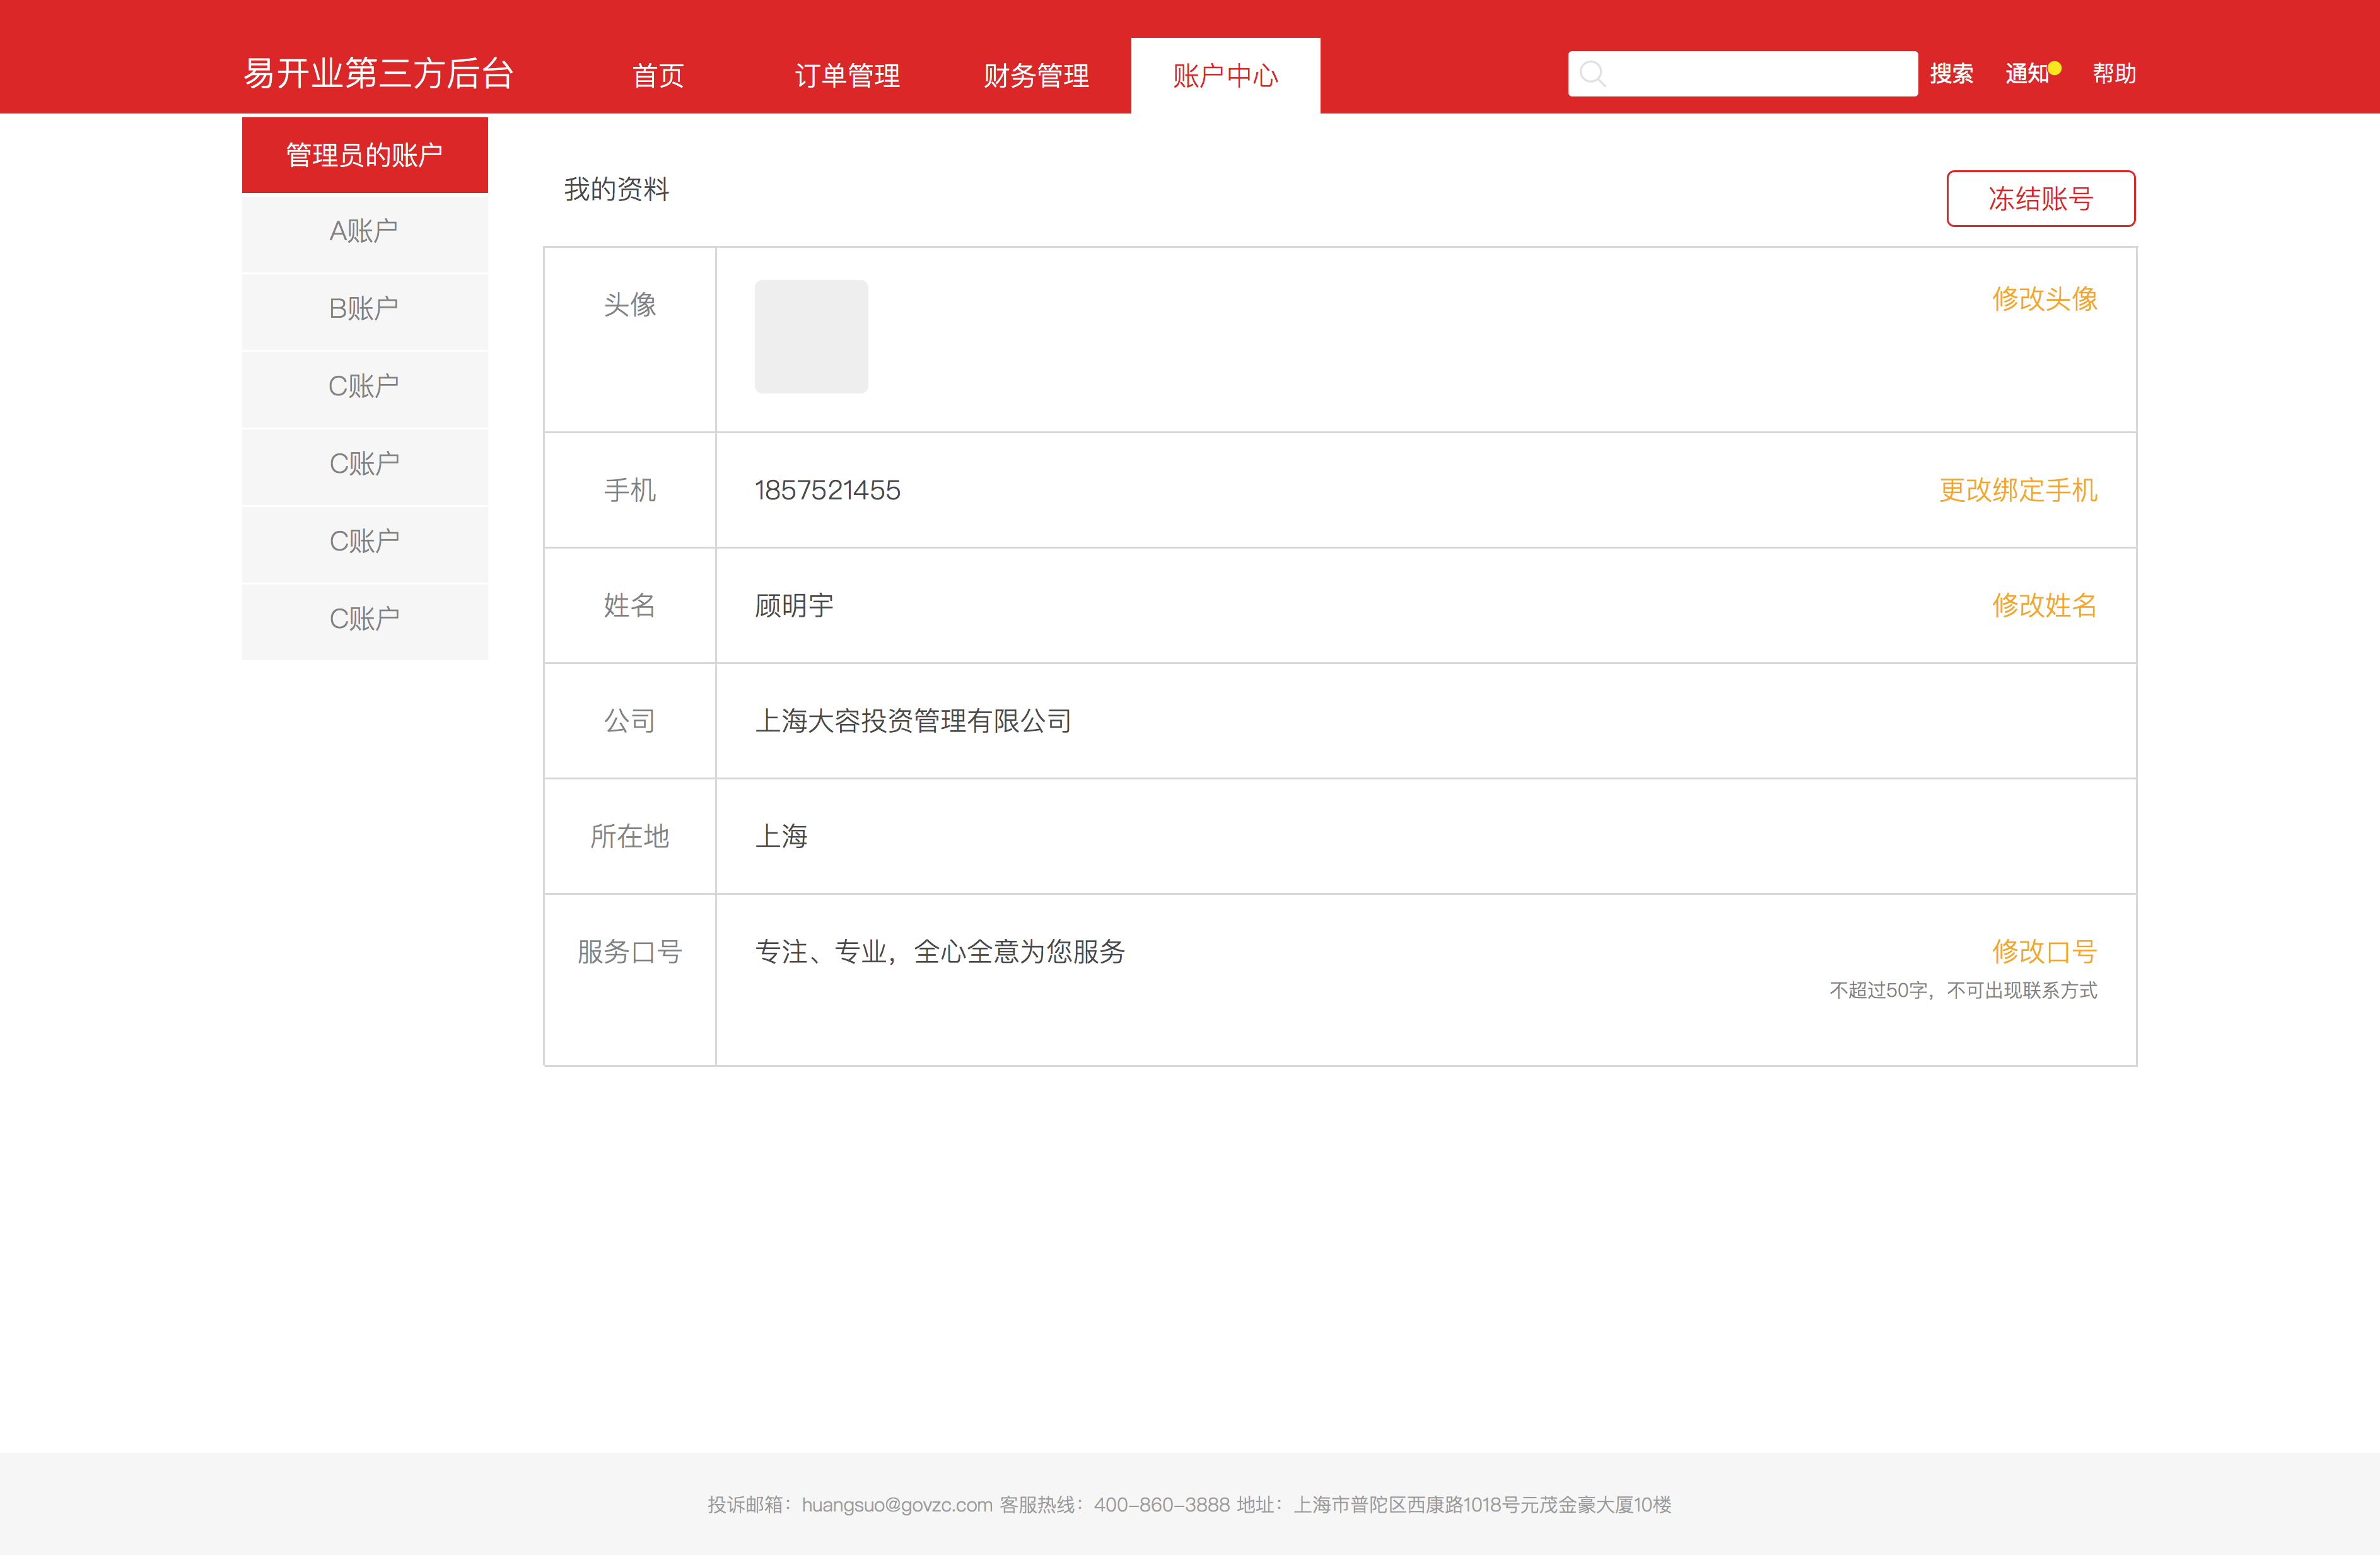 易开业第三方后台 首页 订单管理 财务管理 账户中心 搜索 通知 帮助
管理员的账户
A账户
B账户
C账户
C账户
C账户
C账户
我的资料 冻结账号
头像 修改头像
手机 1857521455 更改绑定手机
姓名 顾明宇 修改姓名
公司 上海大容投资管理有限公司
所在地 上海
服务口号 专注、专业，全心全意为您服务 修改口号
不超过50字，不可出现联系方式
投诉邮箱：huangsuo@govzc.com 客服热线：400-860-3888 地址：上海市普陀区西康路1018号元茂金豪大厦10楼